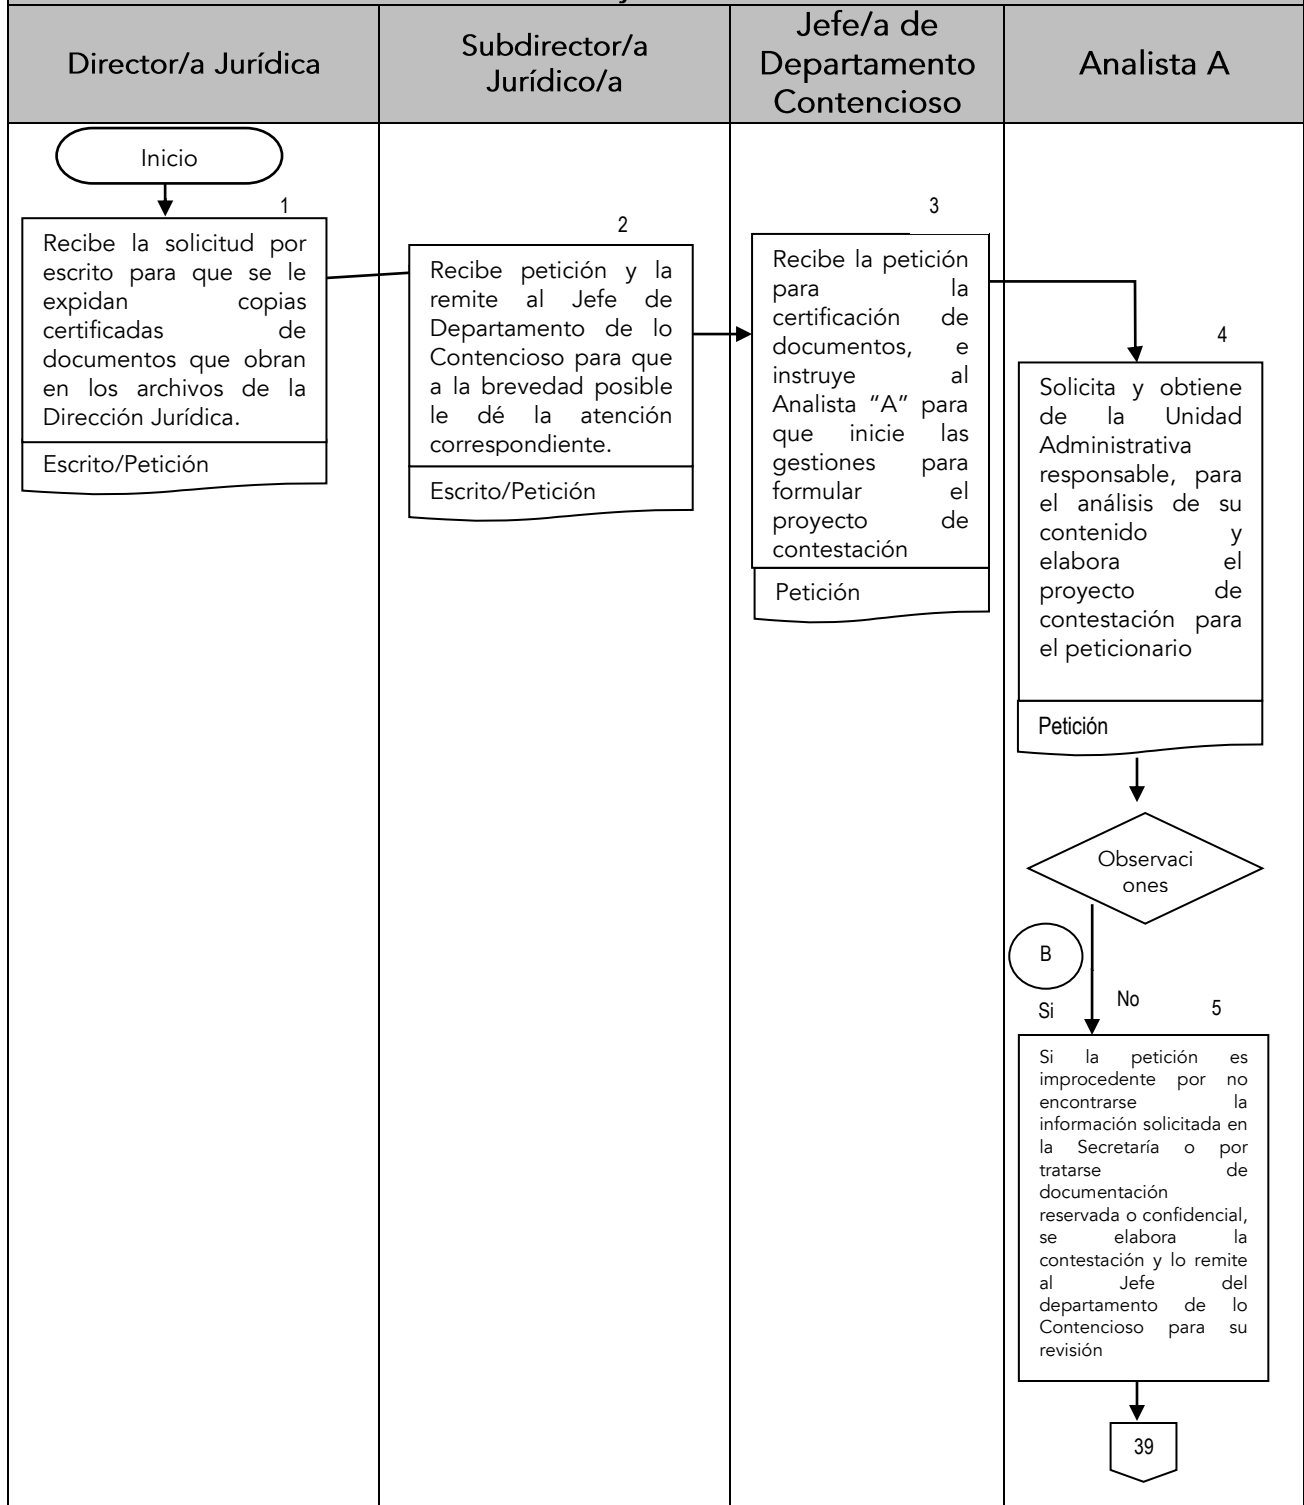 Director/a Jurídica
Subdirector/a
Jurídico/a
Jefe/a de
Departamento
Contencioso
Analista A
Inicio
1
Recibe la solicitud por
escrito para que se le
expidan copias
certificadas de
documentos que obran
en los archivos de la
Dirección Jurídica.
Escrito/Petición
2
Recibe petición y la
remite al Jefe de
Departamento de lo
Contencioso para que
a la brevedad posible
le dé la atención
correspondiente.
Escrito/Petición
3
Recibe la petición
para la
certificación de
documentos, e
instruye al
Analista “A” para
que inicie las
gestiones para
formular el
proyecto de
contestación
Petición
4
Solicita y obtiene
de la Unidad
Administrativa
responsable, para
el análisis de su
contenido y
elabora el
proyecto de
contestación para
el peticionario
Petición
Observaci
ones
B
Si
No
5
Si la petición es
improcedente por no
encontrarse la
información solicitada en
la Secretaría o por
tratarse de
documentación
reservada o confidencial,
se elabora la
contestación y lo remite
al Jefe del
departamento de lo
Contencioso para su
revisión
39